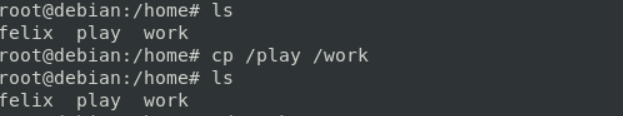 root@debian:/home# ls
felix  play  work
root@debian:/home# cp /play /work
root@debian:/home# ls
felix  play  work